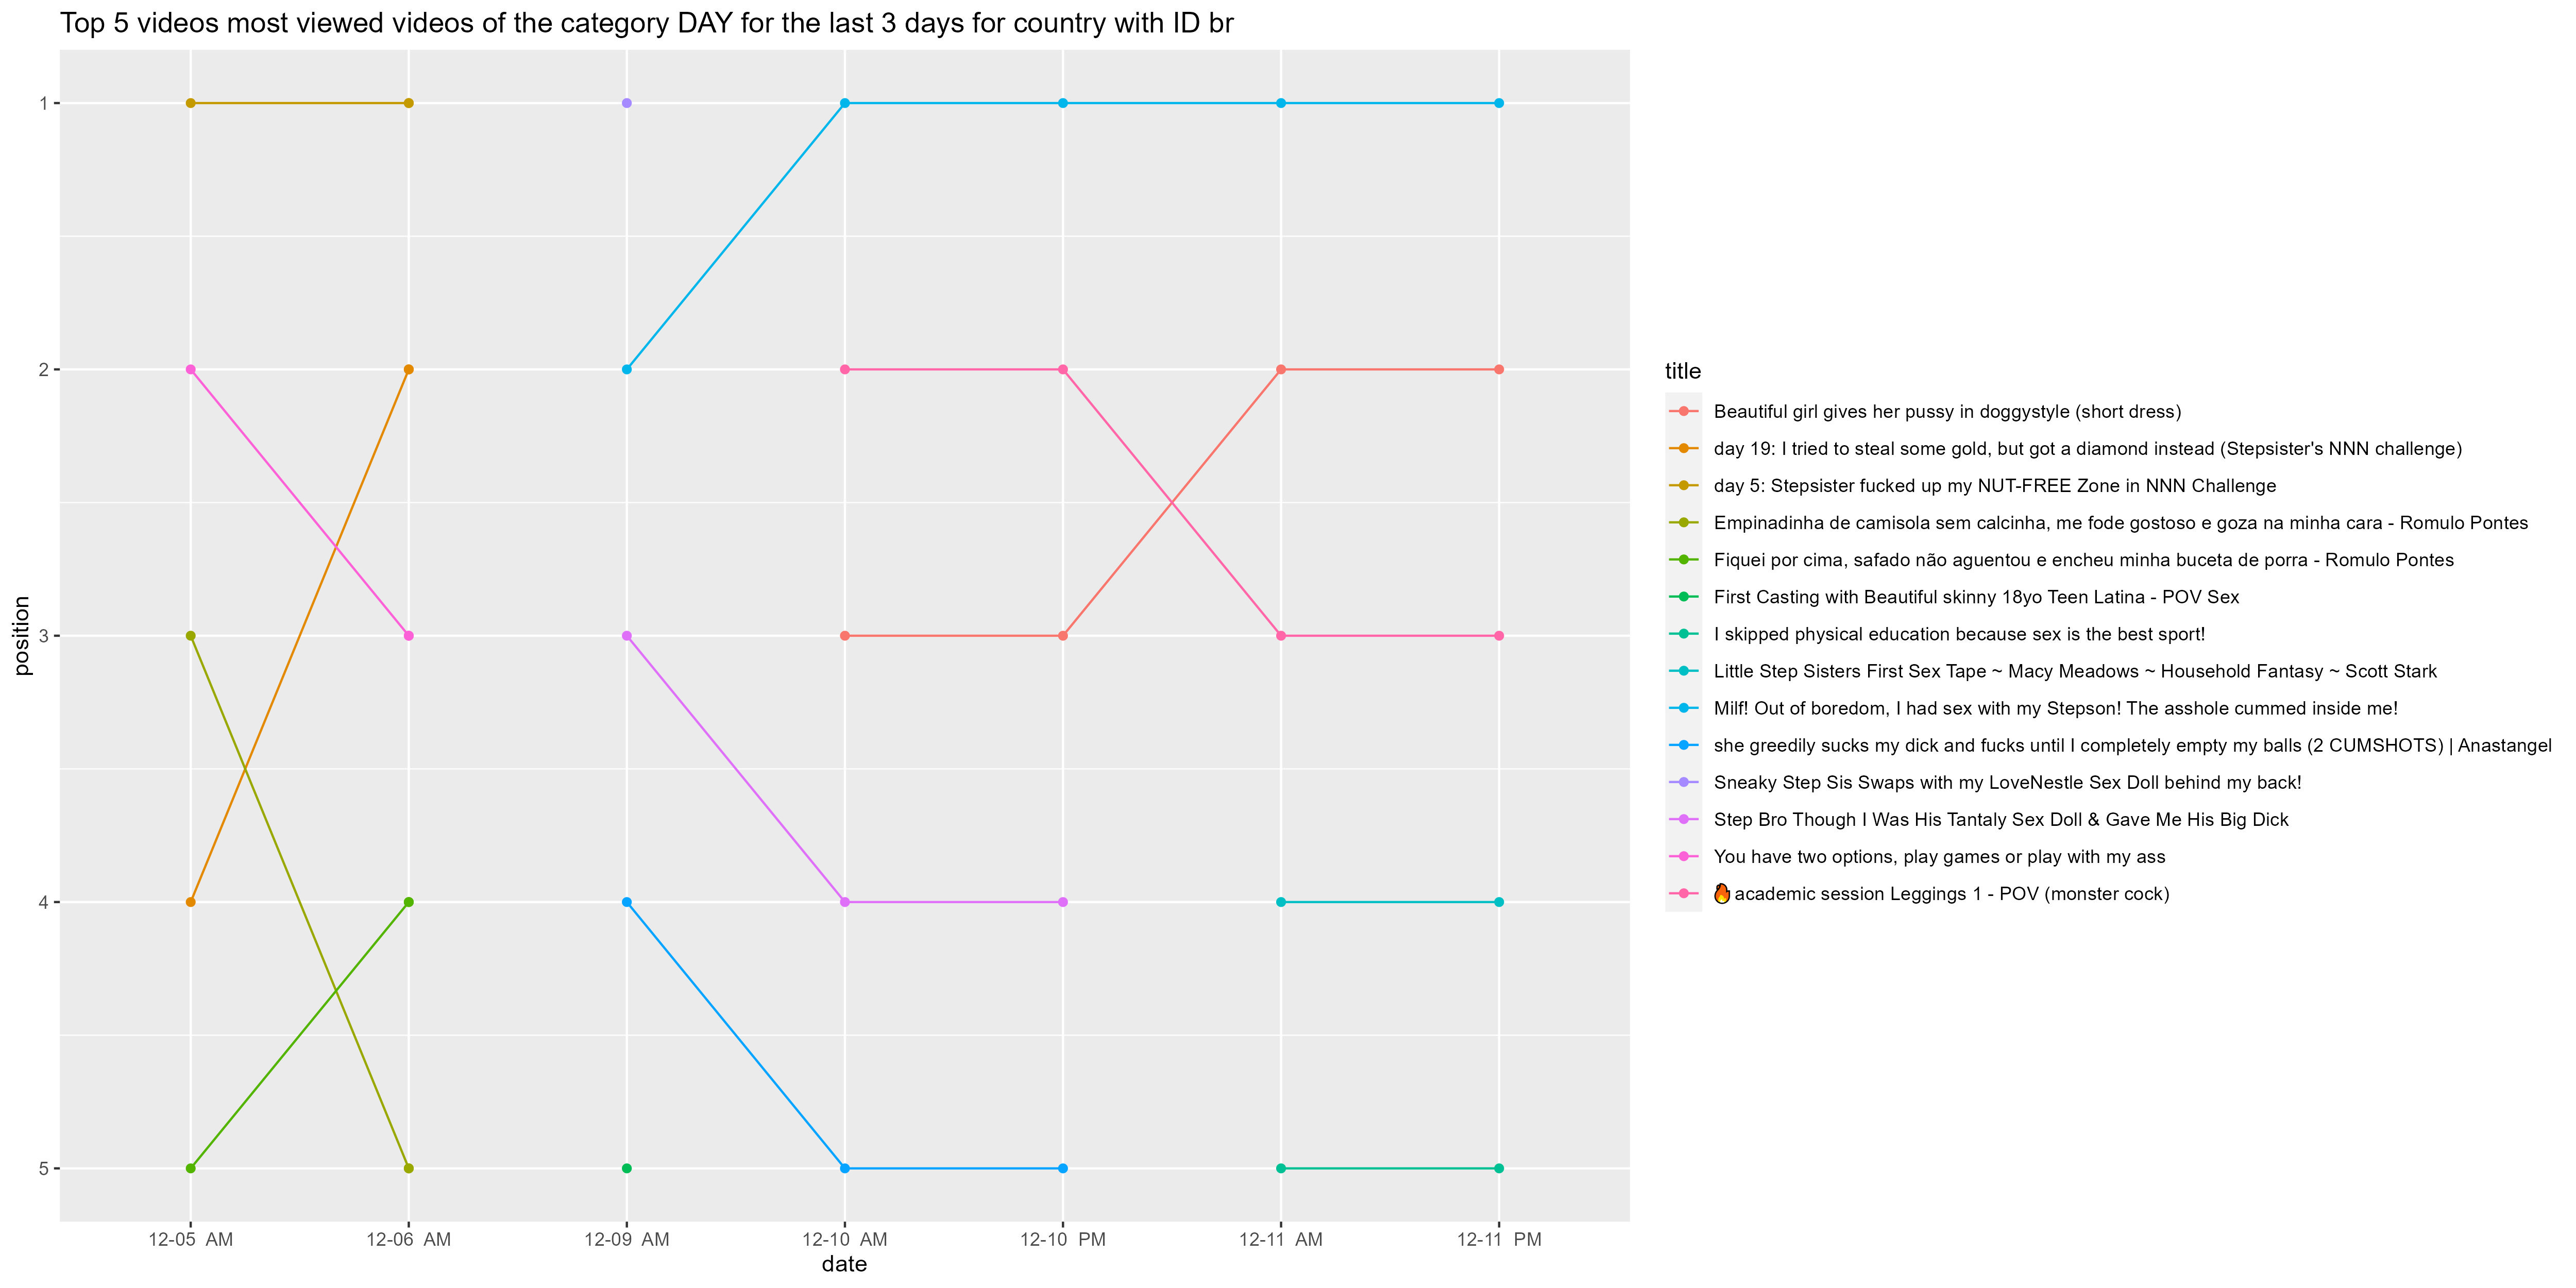 Top 5 videos most viewed videos of the category DAY for the last 3 days for country with ID br
1
2
3
4
5
position
12-05 AM
12-06 AM
12-09 AM
12-10 AM
12-10 PM
12-11 AM
12-11 PM
date
title
Beautiful girl gives her pussy in doggystyle (short dress)
day 19: I tried to steal some gold, but got a diamond instead (Stepsister's NNN challenge)
day 5: Stepsister fucked up my NUT-FREE Zone in NNN Challenge
Empinadinha de camisola sem calcinha, me fode gostoso e goza na minha cara - Romulo Pontes
Fiquei por cima, safado não aguentou e encheu minha buceta de porra - Romulo Pontes
First Casting with Beautiful skinny 18yo Teen Latina - POV Sex
I skipped physical education because sex is the best sport!
Little Step Sisters First Sex Tape ~ Macy Meadows ~ Household Fantasy ~ Scott Stark
Milf! Out of boredom, I had sex with my Stepson! The asshole cummed inside me!
she greedily sucks my dick and fucks until I completely empty my balls (2 CUMSHOTS) | Anastangel
Sneaky Step Sis Swaps with my LoveNestle Sex Doll behind my back!
Step Bro Though I Was His Tantaly Sex Doll & Gave Me His Big Dick
You have two options, play games or play with my ass
🔥academic session Leggings 1 - POV (monster cock)